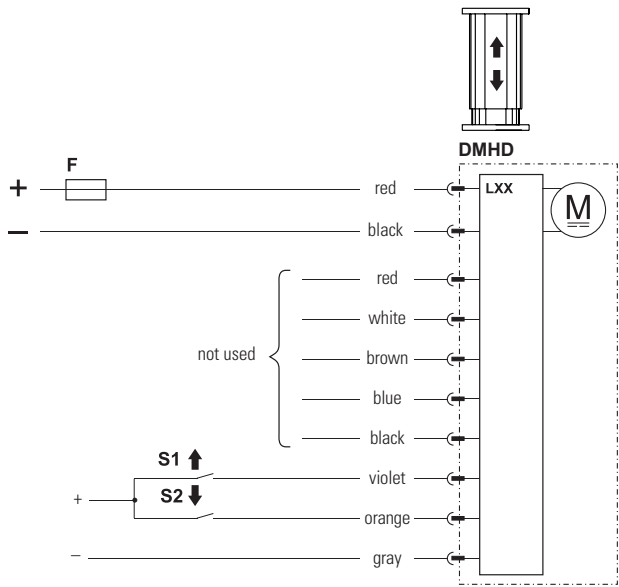 DMHD
F
+
red
LXX
M
—
black
red
white
not used
brown
blue
black
S1
violet
+
S2
orange
–
gray